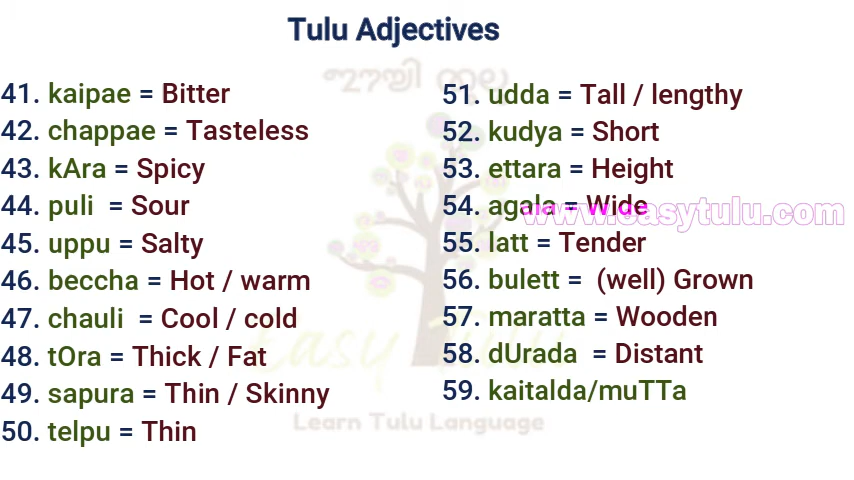 Tulu Adjectives
41. kaipae = Bitter
42. chappae = Tasteless
43. kAra = Spicy
44. puli = Sour
45. uppu = Salty
46. beccha = Hot / warm
47. chauli = Cool / cold
48. tOra = Thick / Fat
49. sapura = Thin / Skinny
50. telpu = Thin
51. udda = Tall / lengthy
52. kudya = Short
53. ettara = Height
54. agala = Wide
www.easytulu.com
55. latt = Tender
56. bulett = (well) Grown
57. maratta = Wooden
58. dUrada = Distant
59. kaitalda/muTTa
Easy Tulu
Learn Tulu Language